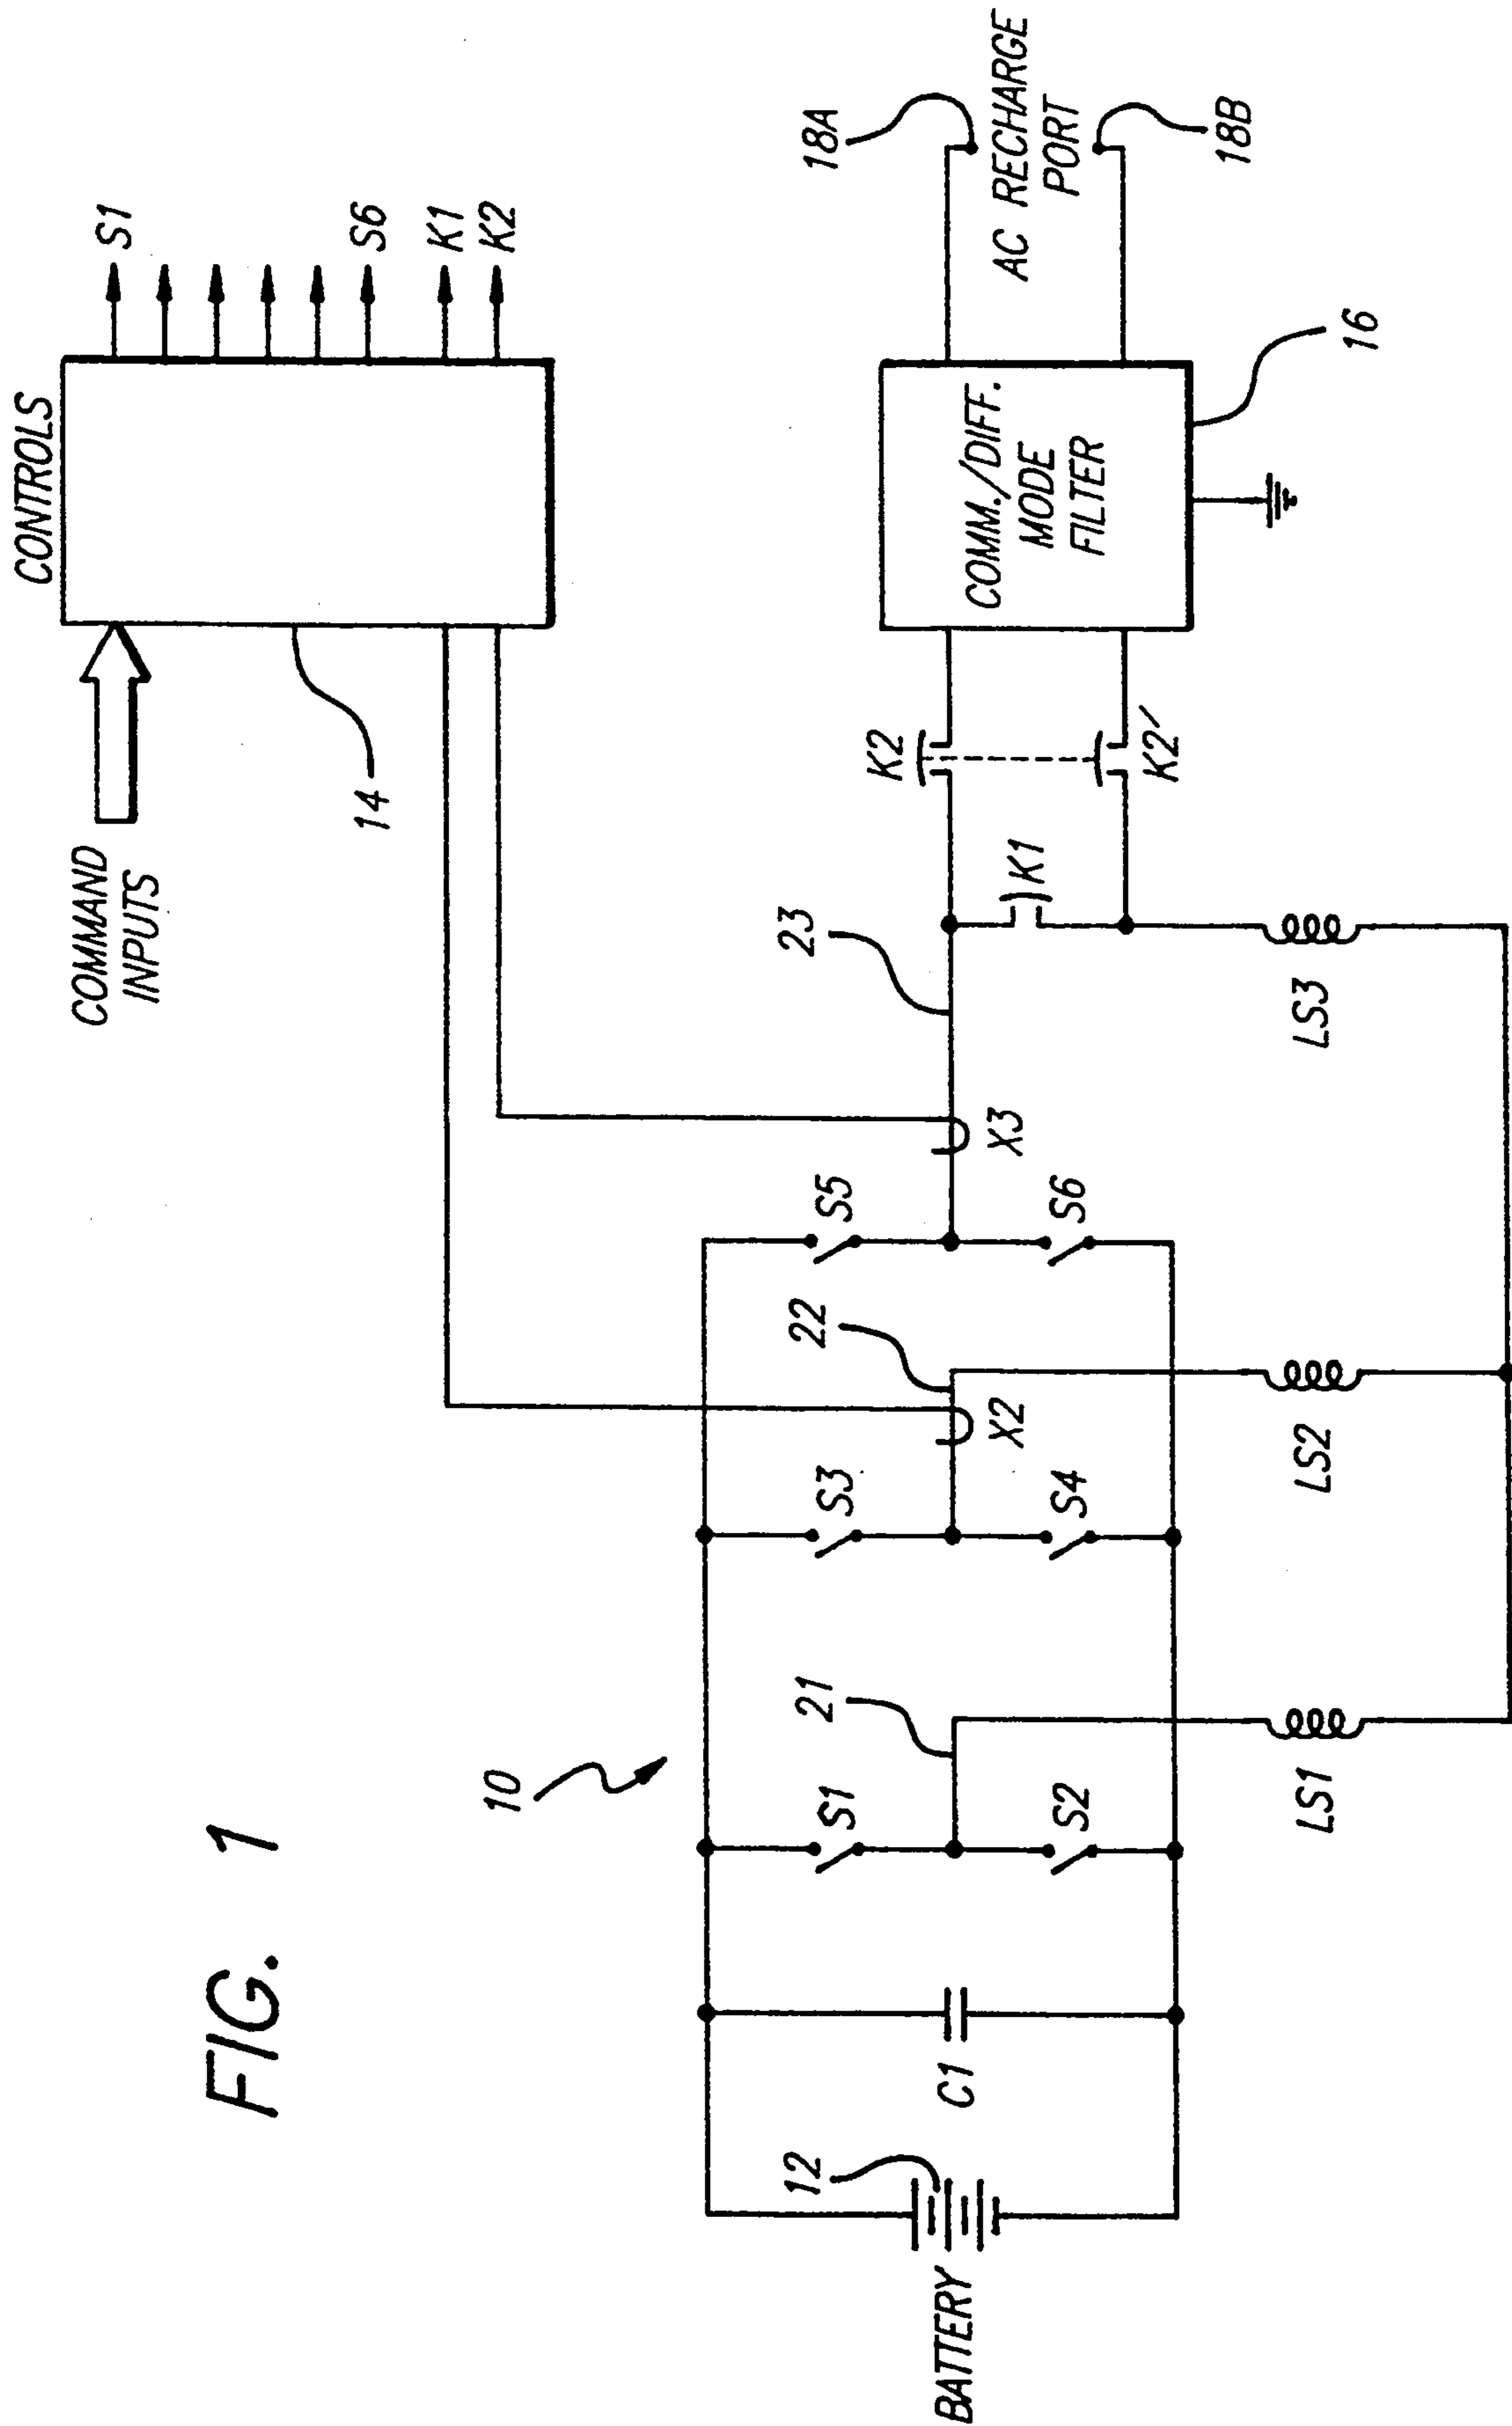 FIG. 1
COMMAND
INPUTS
CONTROLS
14
S1
S6
K1
K2
10
BATTERY
12
C1
S1
S2
21
S3
S4
22
X2
S5
S6
X3
23
K1
K2
K2'
COMM./DIFF.
MODE
FILTER
16
18A
AC RECHARGE
PORT
18B
LS1
LS2
LS3